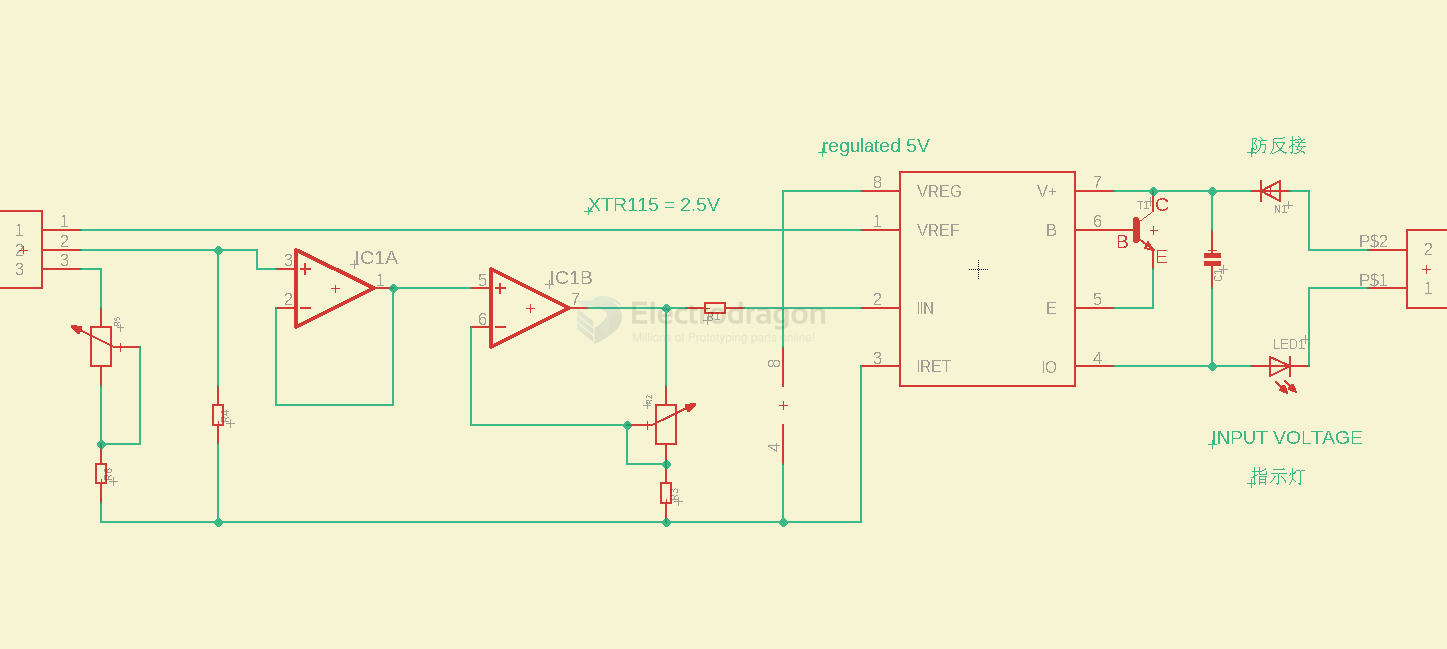 regulated 5V
防反接
XTR115 = 2.5V
8 VREG V+ 7
T1 C
N1
1 1
2 2
3 3
1 VREF B 6
B
E
P$2 2
P$1 1
IC1A
3
2
1
IC1B
5
6
7
C1
Electrodragon
Millions of Prototyping parts online!
R1
2 IIN E 5
R5
LED1
3 IRET IO 4
8
R2
R4
4
INPUT VOLTAGE
指示灯
R6
R3